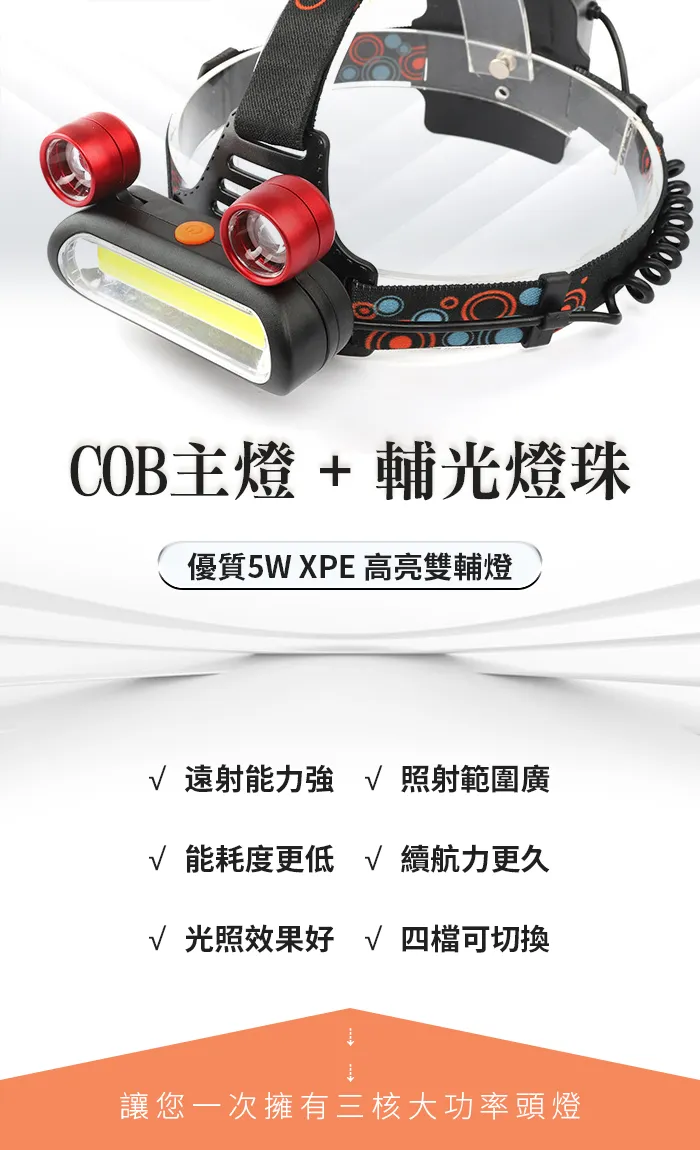 COB主燈 + 輔光燈珠
優質5W XPE 高亮雙輔燈
√ 遠射能力強 √ 照射範圍廣
√ 能耗度更低 √ 續航力更久
√ 光照效果好 √ 四檔可切換
讓您一次擁有三核大功率頭燈